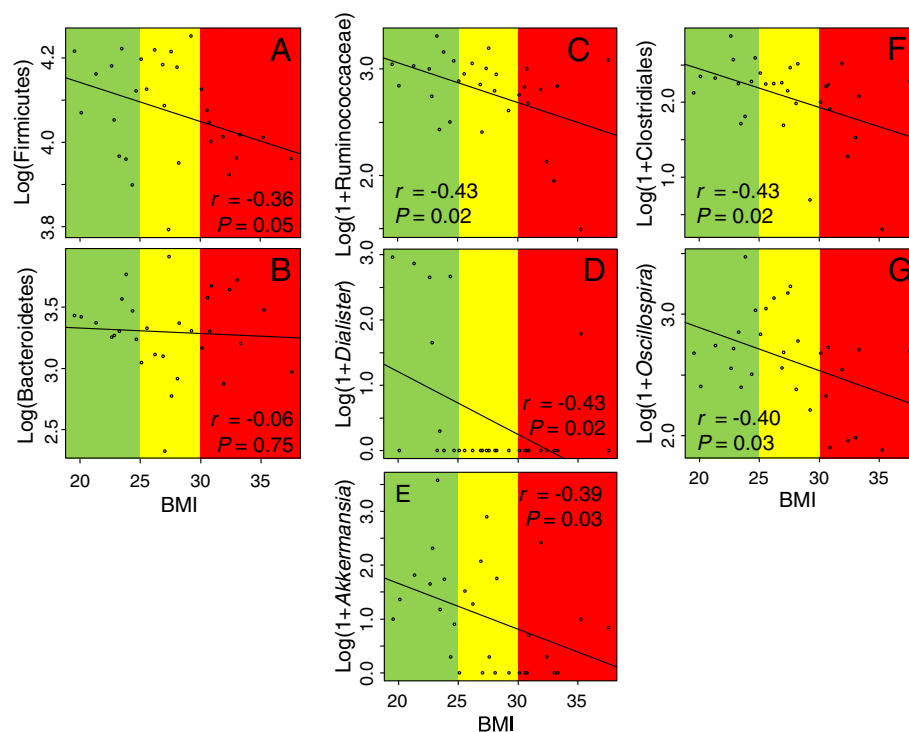 A
Log(Firmicutes)
4.2
4.0
3.8
r = -0.36
P = 0.05
20 25 30 35
B
Log(Bacteroidetes)
3.5
3.0
2.5
r = -0.06
P = 0.75
20 25 30 35
BMI
C
Log(1+Ruminococcaceae)
3.0
2.0
r = -0.43
P = 0.02
D
Log(1+Dialister)
3.0
2.0
1.0
0.0
r = -0.43
P = 0.02
E
Log(1+Akkermansia)
3.0
2.0
1.0
0.0
r = -0.39
P = 0.03
20 25 30 35
BMI
F
Log(1+Clostridiales)
2.0
1.0
r = -0.43
P = 0.02
G
Log(1+Oscillospira)
3.0
2.0
r = -0.40
P = 0.03
20 25 30 35
BMI